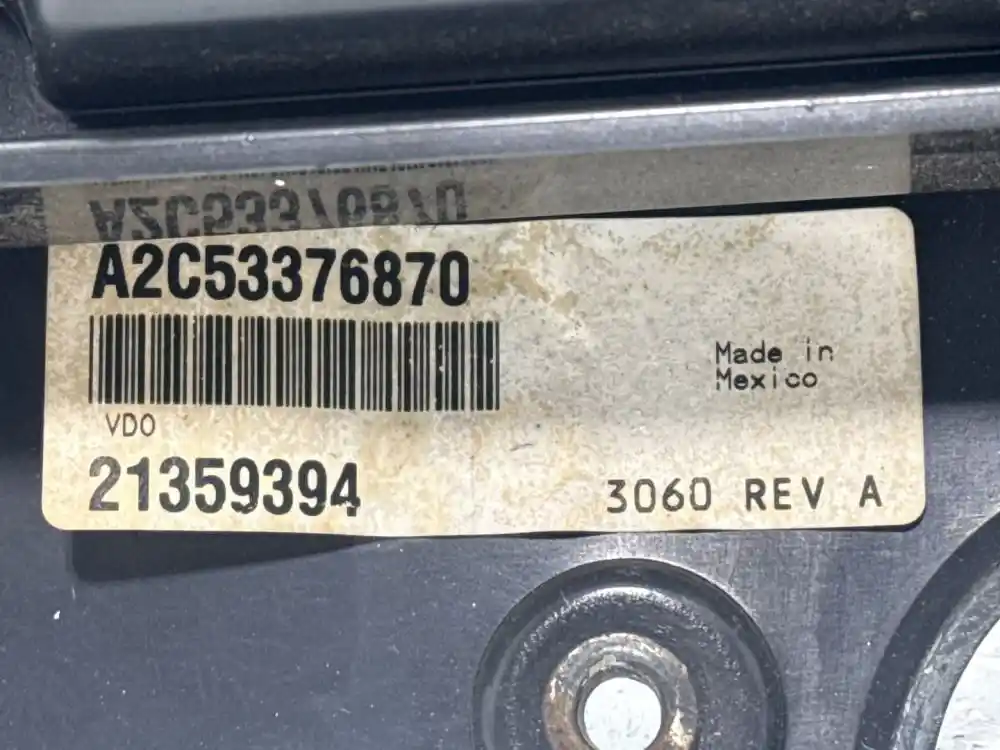 A2C53376870
VDO
21359394
Made in
Mexico
3060 REV A